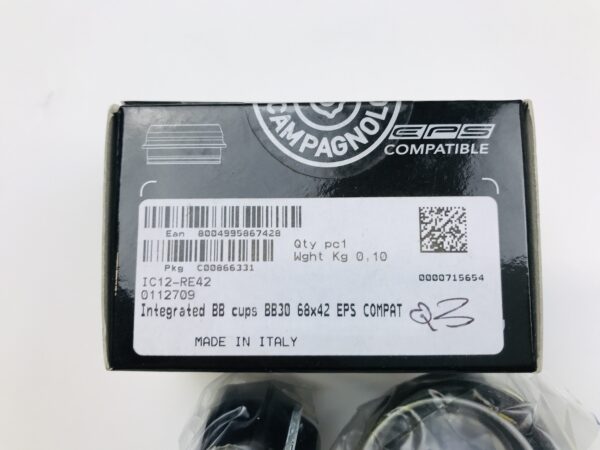 CAMPAGNOLO
EPS
COMPATIBLE
Ean 8004995867428
Qty pc1
Wght Kg 0,10
Pkg C00866331
IC12-RE42
0000715654
0112709
Integrated BB cups BB30 68x42 EPS COMPAT
Q3
MADE IN ITALY